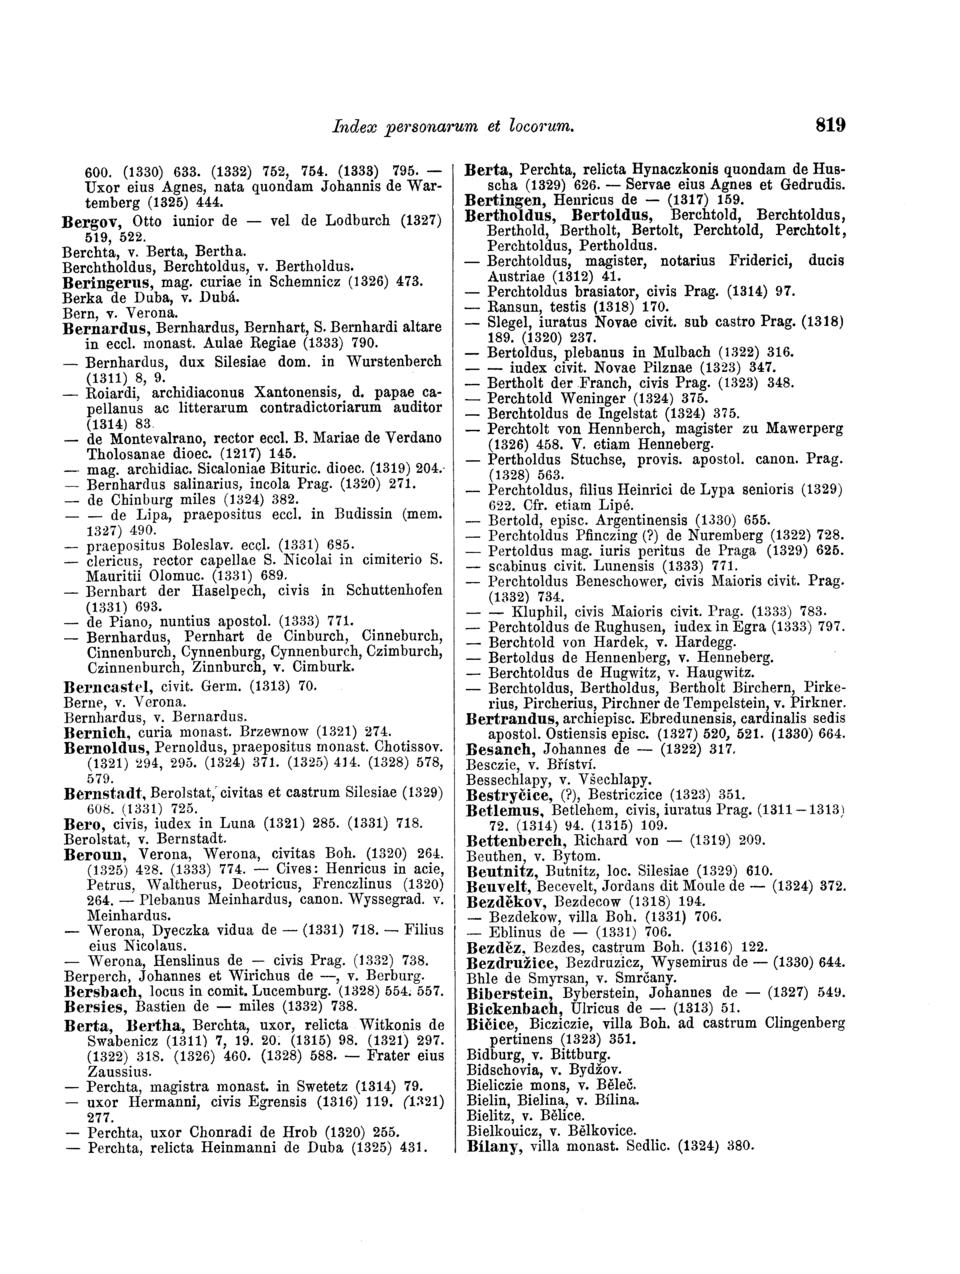 Index personarum et locorum. 819
600. (1330) 633. (1332) 752, 754. (1333) 795. —
Uxor eius Agnes, nata quondam Johannis de War-
temberg (1325) 444.
Bergov, Otto iunior de — vel de Lodburch (1327)
519, 522.
Berchta, v. Berta, Bertha.
Berchtholdus, Berchtoldus, v. Bertholdus.
Beringerus, mag. curiae in Schemnicz (1326) 473.
Berka de Duba, v. Dubá.
Bern, v. Verona.
Bernardus, Bernhardus, Bernhart, S. Bernhardi altare
in eccl. monast. Aulae Regiae (1333) 790.
— Bernhardus, dux Silesiae dom. in Wurstenberch
(1311) 8, 9.
— Roiardi, archidiaconus Xantonensis, d. papae ca-
pellanus ac litterarum contradictoriarum auditor
(1314) 83.
— de Montevalrano, rector eccl. B. Mariae de Verdano
Tholosanae dioec. (1217) 145.
— mag. archidiac. Sicaloniae Bituric. dioec. (1319) 204.
— Bernhardus salinarius, incola Prag. (1320) 271.
— de Chinburg miles (1324) 382.
— — de Lipa, praepositus eccl. in Budissin (mem.
1327) 490.
— praepositus Boleslav. eccl. (1331) 685.
— clericus, rector capellae S. Nicolai in cimiterio S.
Mauritii Olomuc. (1331) 689.
— Bernhart der Haselpech, civis in Schuttenhofen
(1331) 693.
— de Piano, nuntius apostol. (1333) 771.
— Bernhardus, Pernhart de Cinburch, Cinneburch,
Cinnenburch, Cynnenburg, Cynnenburch, Czimburch,
Czinnenburch, Zinnburch, v. Cimburk.
Berncastel, civit. Germ. (1313) 70.
Berne, v. Verona.
Bernhardus, v. Bernardus.
Bernich, curia monast. Brzewnow (1321) 274.
Bernoldus, Pernoldus, praepositus monast. Chotissov.
(1321) 294, 295. (1324) 371. (1325) 414. (1328) 578,
579.
Bernstadt, Berolstat, civitas et castrum Silesiae (1329)
608. (1331) 725.
Bero, civis, iudex in Luna (1321) 285. (1331) 718.
Berolstat, v. Bernstadt.
Beroun, Verona, Werona, civitas Boh. (1320) 264.
(1325) 428. (1333) 774. — Cives: Henricus in acie,
Petrus, Waltherus, Deotricus, Frenczlinus (1320)
264. — Plebanus Meinhardus, canon. Wyssegrad. v.
Meinhardus.
— Werona, Dyeczka vidua de — (1331) 718. — Filius
eius Nicolaus.
— Werona, Henslinus de — civis Prag. (1332) 738.
Berperch, Johannes et Wirichus de —, v. Berburg.
Bersbach, locus in comit. Lucemburg. (1328) 554. 557.
Bersies, Bastien de — miles (1332) 738.
Berta, Bertha, Berchta, uxor, relicta Witkonis de
Swabenicz (1311) 7, 19. 20. (1315) 98. (1321) 297.
(1322) 318. (1326) 460. (1328) 588. — Frater eius
Zaussius.
— Perchta, magistra monast. in Swetetz (1314) 79.
— uxor Hermanni, civis Egrensis (1316) 119. (1321)
277.
— Perchta, uxor Chonradi de Hrob (1320) 255.
— Perchta, relicta Heinmanni de Duba (1325) 431.
Berta, Perchta, relicta Hynaczkonis quondam de Hus-
scha (1329) 626. — Servae eius Agnes et Gedrudis.
Bertingen, Henricus de — (1317) 159.
Bertholdus, Bertoldus, Berchtold, Berchtoldus,
Berthold, Bertholt, Bertolt, Perchtold, Perchtolt,
Perchtoldus, Pertholdus.
— Berchtoldus, magister, notarius Friderici, ducis
Austriae (1312) 41.
— Perchtoldus brasiator, civis Prag. (1314) 97.
— Ransun, testis (1318) 170.
— Slegel, iuratus Novae civit. sub castro Prag. (1318)
189. (1320) 237.
— Bertoldus, plebanus in Mulbach (1322) 316.
— — iudex civit. Novae Pilznae (1323) 347.
— Bertholt der Franch, civis Prag. (1323) 348.
— Perchtold Weninger (1324) 375.
— Berchtoldus de Ingelstat (1324) 375.
— Perchtolt von Hennberch, magister zu Mawerperg
(1326) 458. V. etiam Henneberg.
— Pertholdus Stuchse, provis. apostol. canon. Prag.
(1328) 563.
— Perchtoldus, filius Heinrici de Lypa senioris (1329)
622. Cfr. etiam Lipé.
— Bertold, episc. Argentinensis (1330) 655.
— Perchtoldus Pfinczing (?) de Nuremberg (1322) 728.
— Pertoldus mag. iuris peritus de Praga (1329) 625.
— scabinus civit. Lunensis (1333) 771.
— Perchtoldus Beneschower, civis Maioris civit. Prag.
(1332) 734.
— — Kluphil, civis Maioris civit. Prag. (1333) 783.
— Perchtoldus de Rughusen, iudex in Egra (1333) 797.
— Berchtold von Hardek, v. Hardegg.
— Bertoldus de Hennenberg, v. Henneberg.
— Berchtoldus de Hugwitz, v. Haugwitz.
— Berchtoldus, Bertholdus, Bertholt Birchern, Pirke-
rius, Pircherius, Pirchner de Tempelstein, v. Pirkner.
Bertrandus, archiepisc. Ebredunensis, cardinalis sedis
apostol. Ostiensis episc. (1327) 520, 521. (1330) 664.
Besanch, Johannes de — (1322) 317.
Besczie, v. Bříství.
Bessechlapy, v. Všechlapy.
Bestryčice, (?), Bestriczice (1323) 351.
Betlemus, Betlehem, civis, iuratus Prag. (1311–1313)
72. (1314) 94. (1315) 109.
Bettenberch, Richard von — (1319) 209.
Beuthen, v. Bytom.
Beutnitz, Butnitz, loc. Silesiae (1329) 610.
Beuvelt, Becevelt, Jordans dit Moule de — (1324) 372.
Bezděkov, Bezdecow (1318) 194.
— Bezdekow, villa Boh. (1331) 706.
— Eblinus de — (1331) 706.
Bezděz, Bezdes, castrum Boh. (1316) 122.
Bezdružice, Bezdruzicz, Wysemirus de — (1330) 644.
Bhle de Smyrsan, v. Smrčany.
Biberstein, Byberstein, Johannes de — (1327) 549.
Bickenbach, Ulricus de — (1313) 51.
Bičice, Bicziczie, villa Boh. ad castrum Clingenberg
pertinens (1323) 351.
Bidburg, v. Bittburg.
Bidschovia, v. Bydžov.
Bieliczie mons, v. Běleč.
Bielin, Bielina, v. Bílina.
Bielitz, v. Bělice.
Bielkouicz, v. Bělkovice.
Bílany, villa monast. Sedlic. (1324) 380.